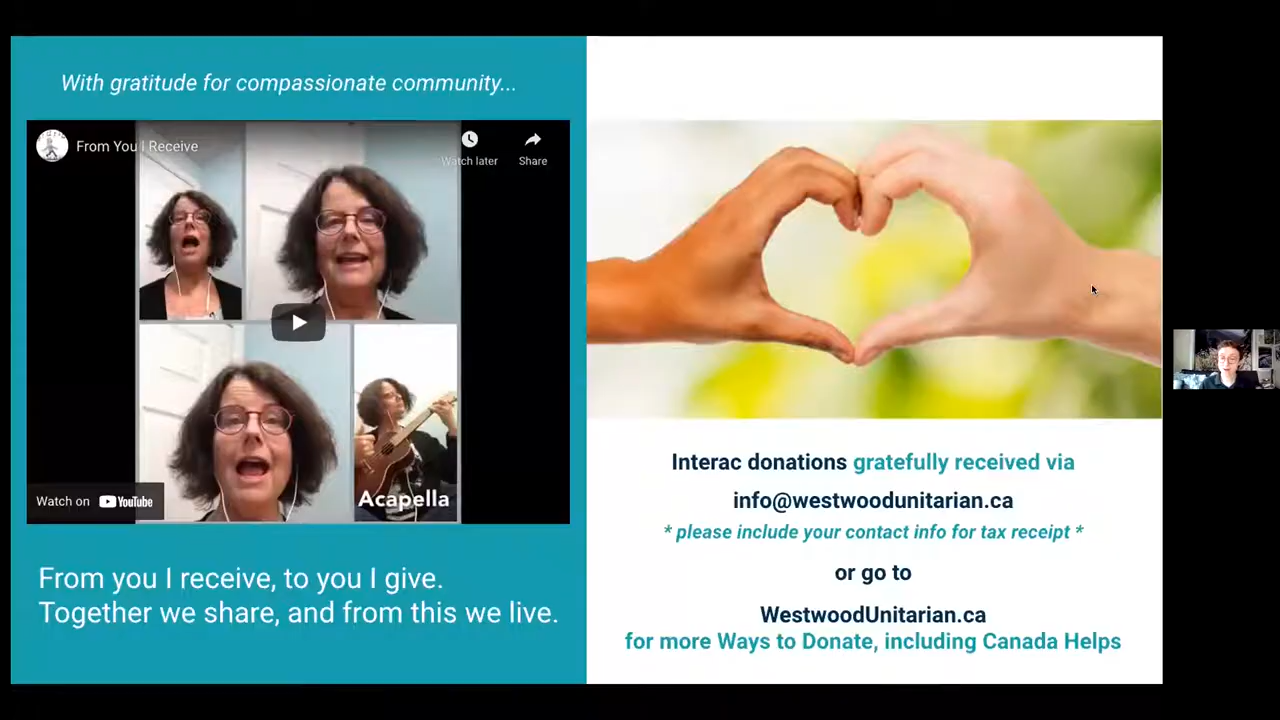 With gratitude for compassionate community...
From You I Receive
Watch later
Share
Watch on YouTube
Acapella
From you I receive, to you I give.
Together we share, and from this we live.
Interac donations gratefully received via
info@westwoodunitarian.ca
* please include your contact info for tax receipt *
or go to
WestwoodUnitarian.ca
for more Ways to Donate, including Canada Helps